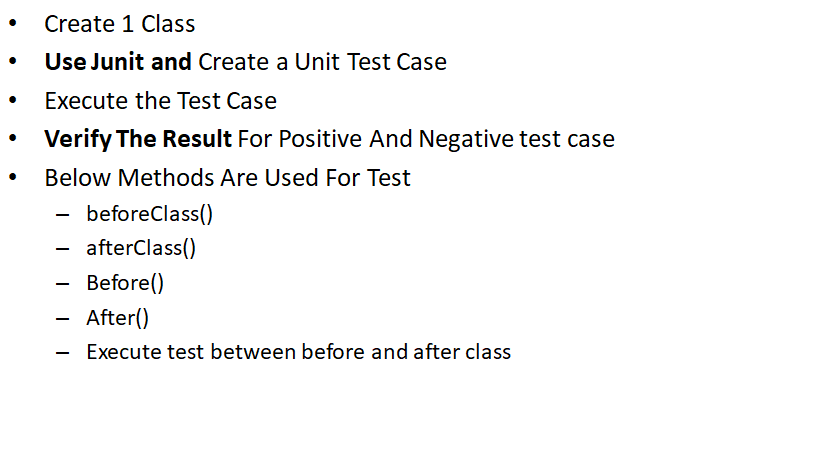 • Create 1 Class
• Use Junit and Create a Unit Test Case
• Execute the Test Case
• Verify The Result For Positive And Negative test case
• Below Methods Are Used For Test
– beforeClass()
– afterClass()
– Before()
– After()
– Execute test between before and after class